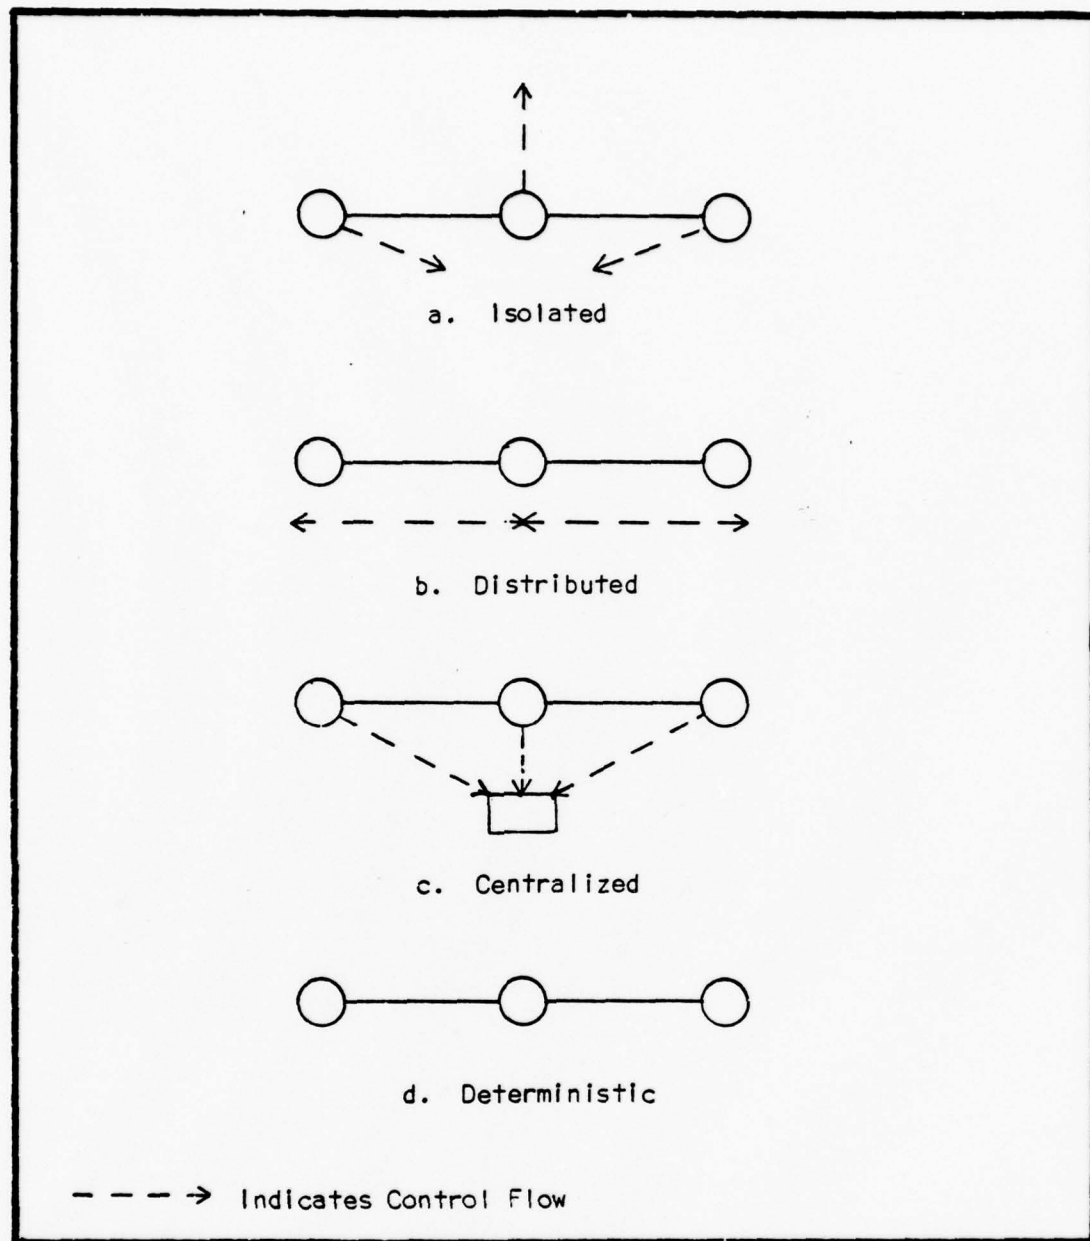 a. Isolated
b. Distributed
c. Centralized
d. Deterministic
Indicates Control Flow